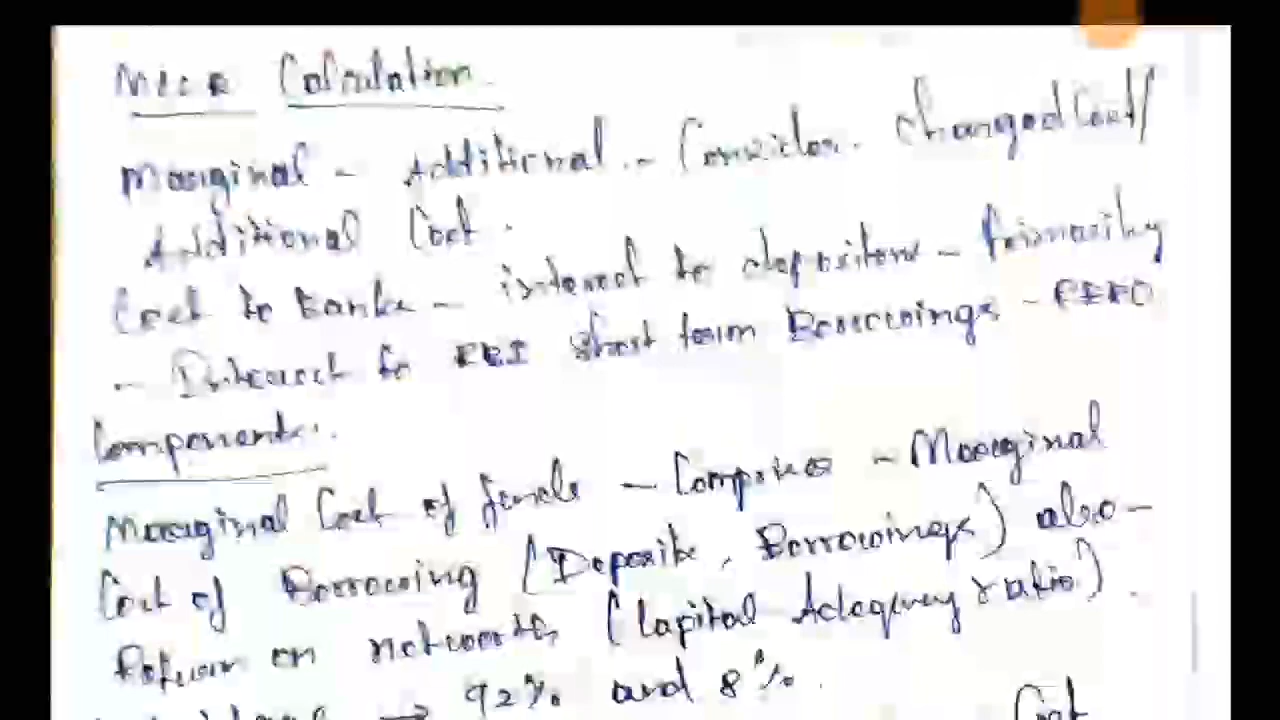 MCLR Calculation
Marginal - Additional - Consider changed Cost/
Additional Cost.
Cost to Banks - interest to depositors - Primarily
- Interest to RBI short term Borrowings - REPO
Components:
Marginal Cost of funds - Comprises - Marginal
Cost of Borrowing (Deposits, Borrowings) also -
Return on networth, (Capital Adequacy ratio).
→ 92% and 8%.
Cost